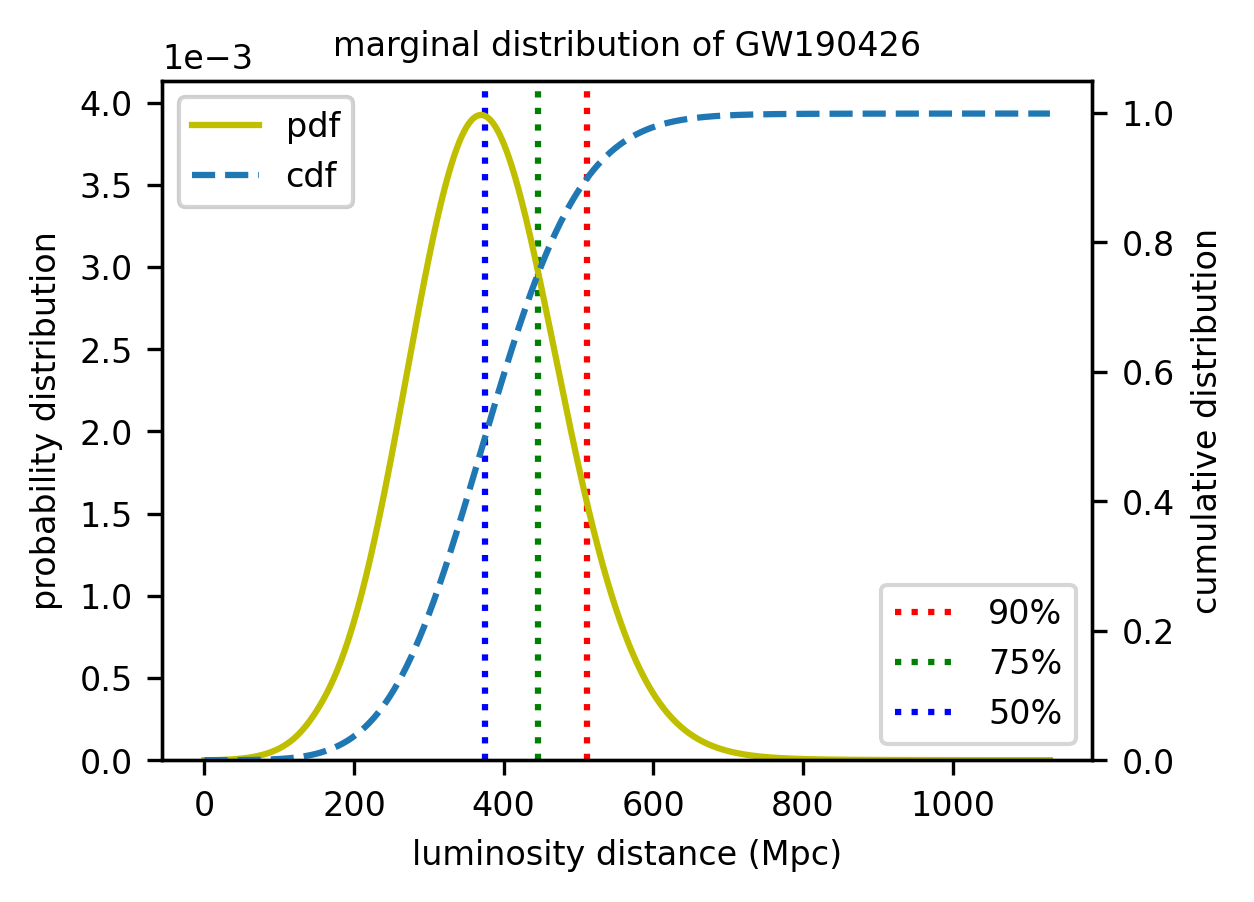 marginal distribution of GW190426
1e−3
4.0
3.5
3.0
2.5
2.0
1.5
1.0
0.5
0.0
probability distribution
pdf
cdf
1.0
0.8
0.6
0.4
0.2
0.0
cumulative distribution
90%
75%
50%
0 200 400 600 800 1000
luminosity distance (Mpc)